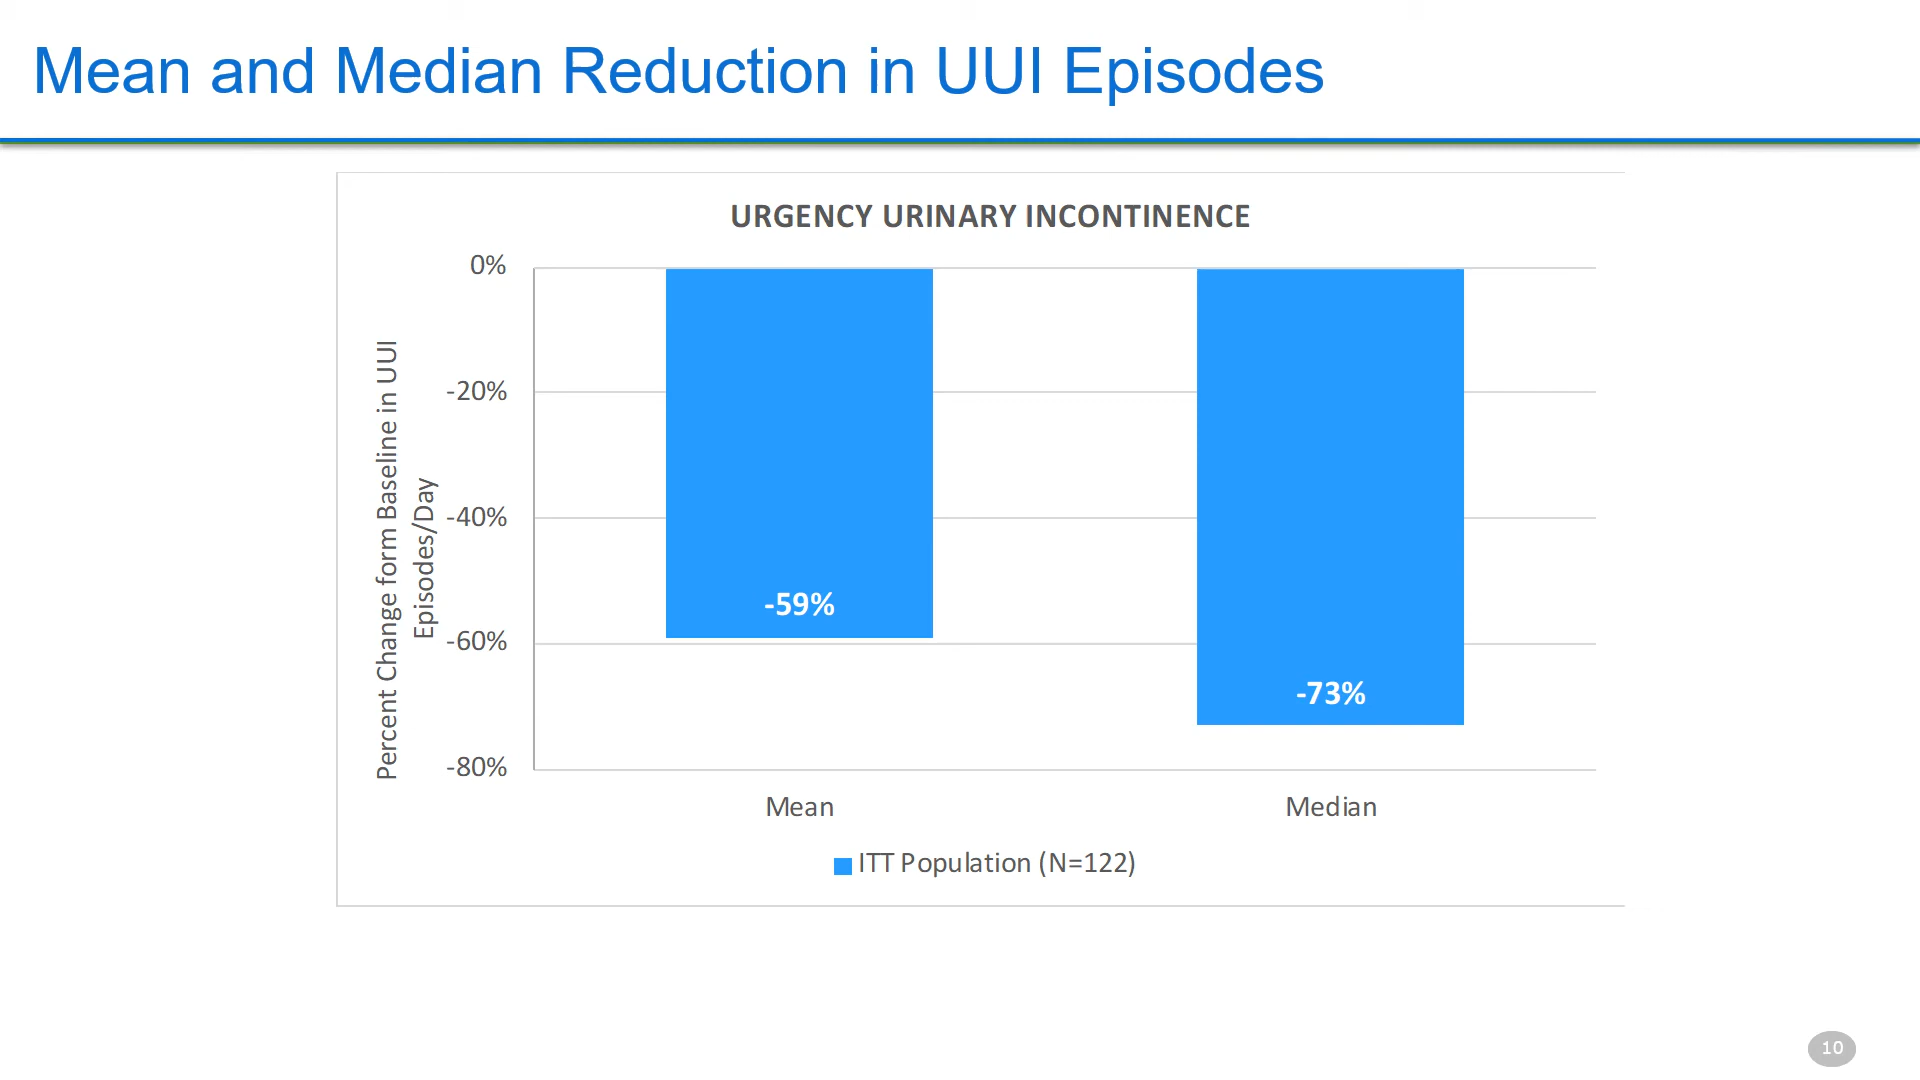 Mean and Median Reduction in UUI Episodes
URGENCY URINARY INCONTINENCE
Percent Change form Baseline in UUI
Episodes/Day
0%
-20%
-40%
-60%
-80%
-59%
-73%
Mean
Median
ITT Population (N=122)
10